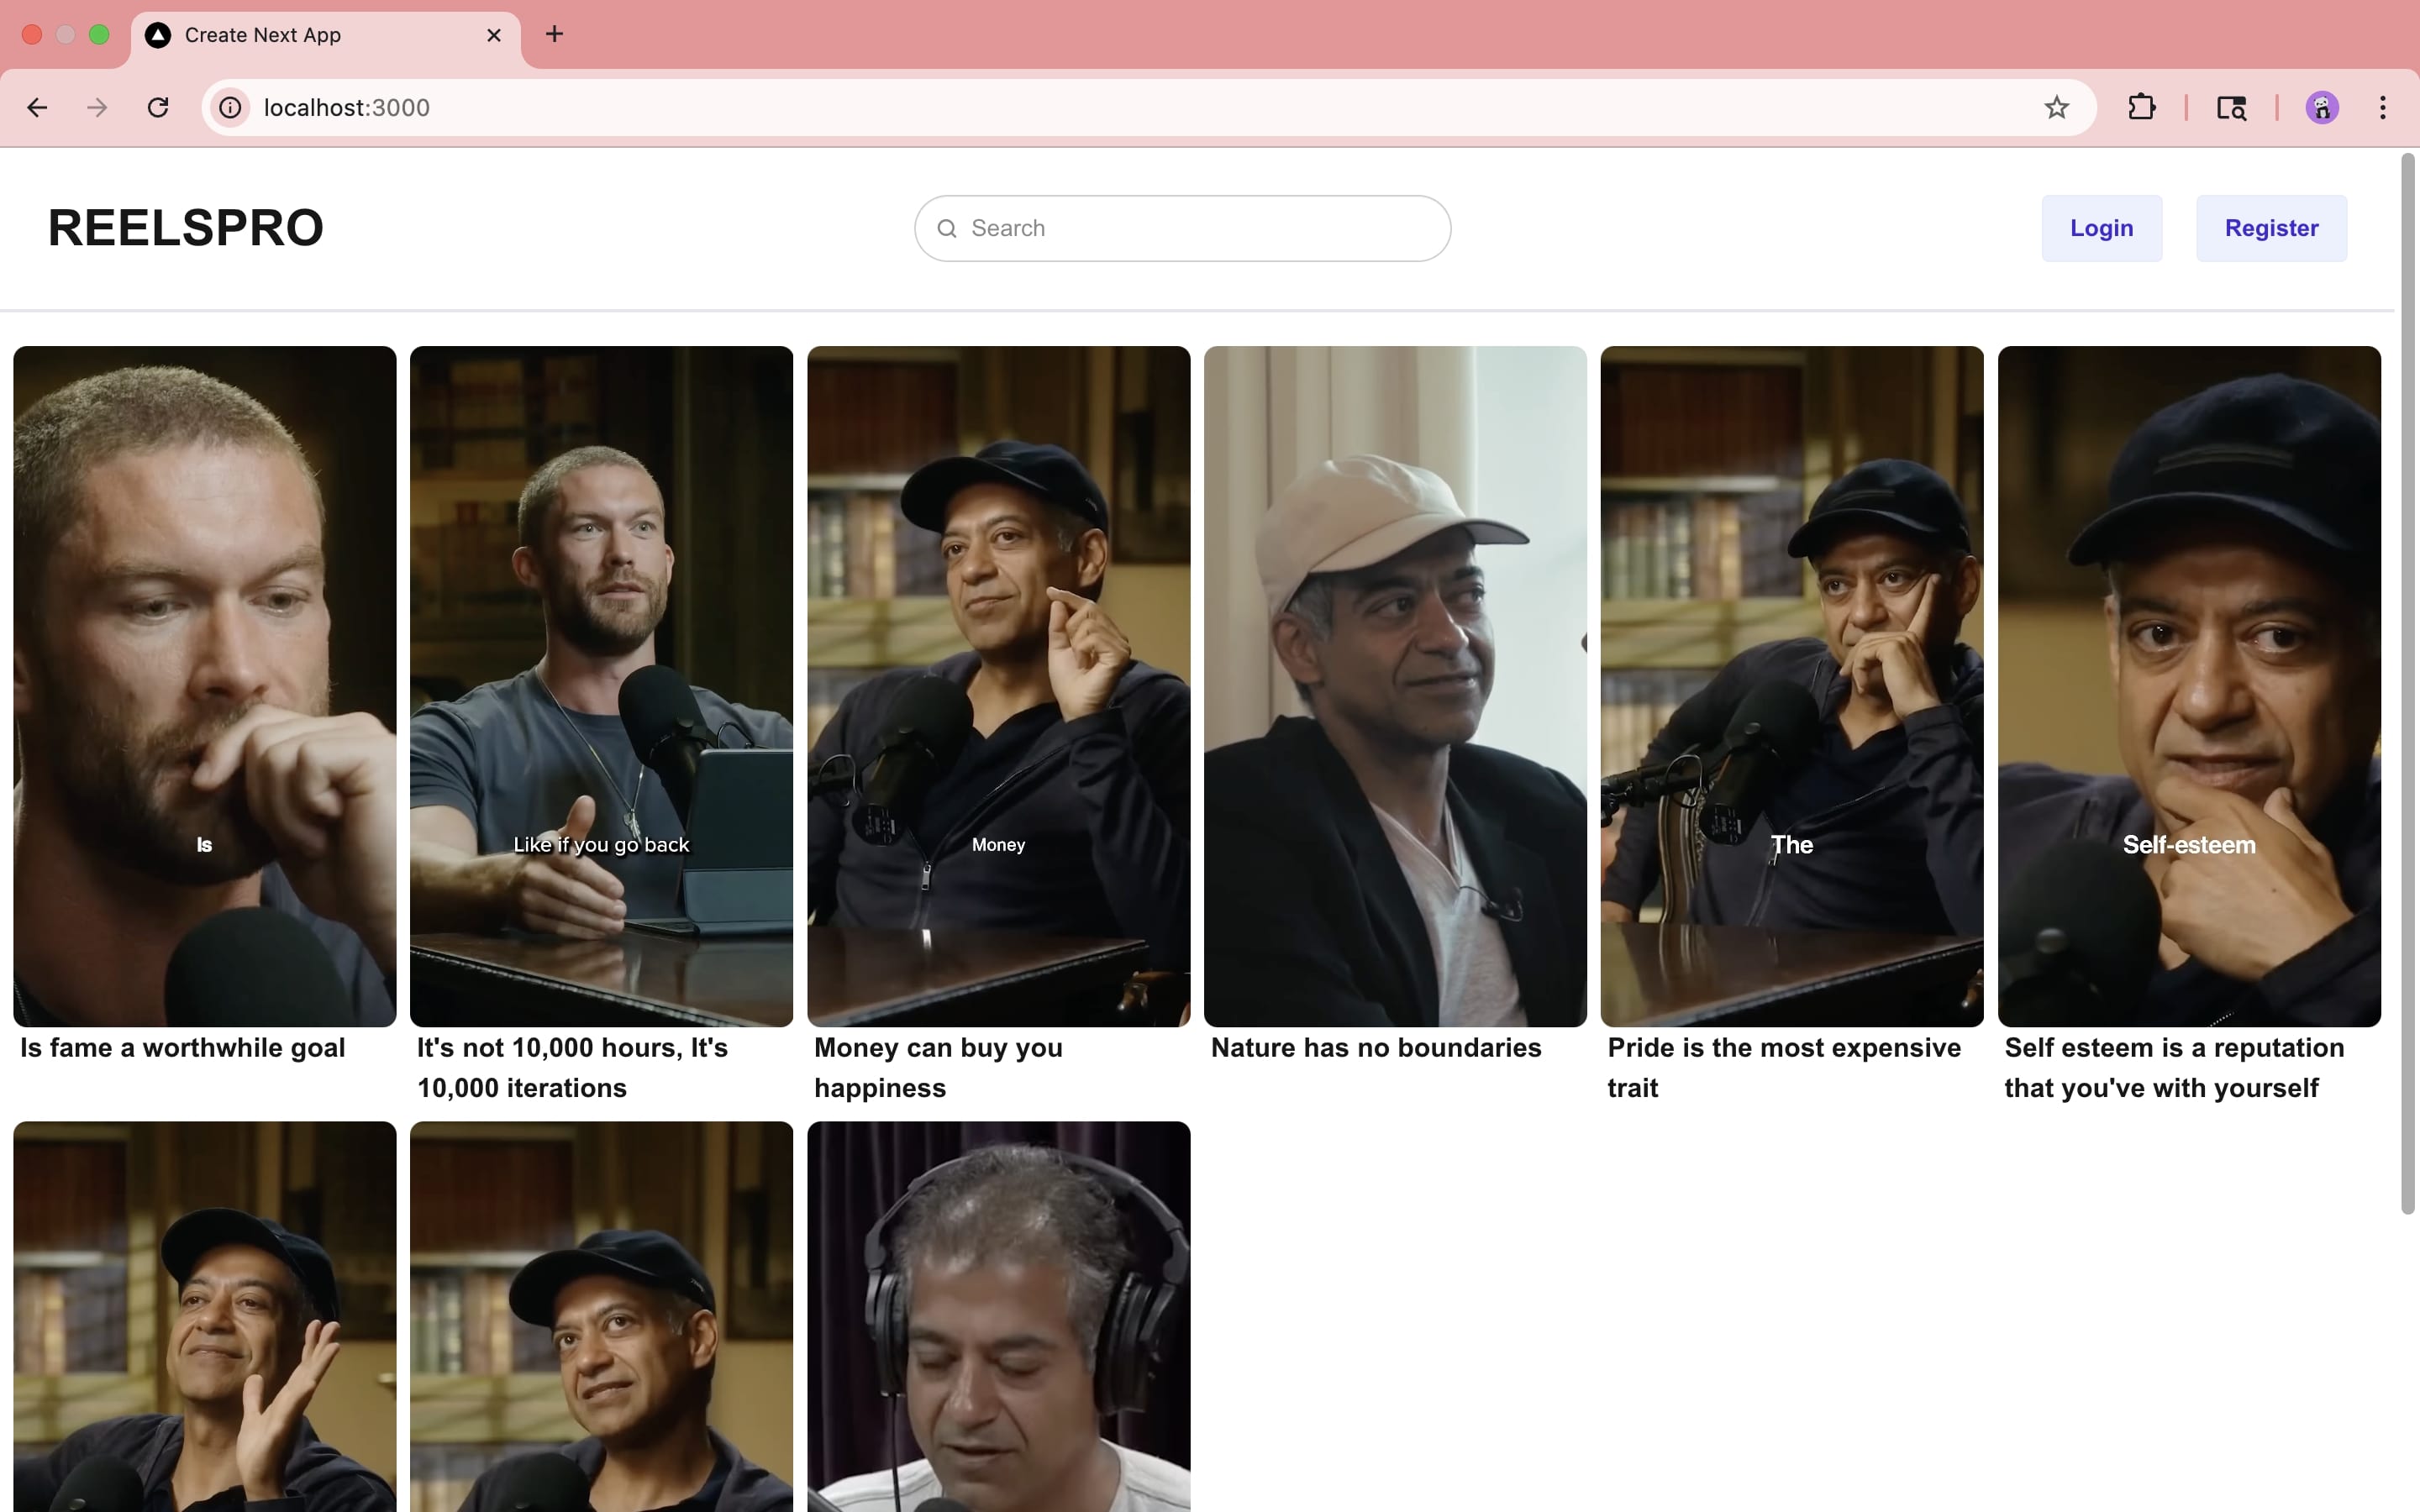 Create Next App
localhost:3000
REELSPRO
Search
Login
Register
Is
Like if you go back
Money
The
Self-esteem
Is fame a worthwhile goal
It's not 10,000 hours, It's
10,000 iterations
Money can buy you
happiness
Nature has no boundaries
Pride is the most expensive
trait
Self esteem is a reputation
that you've with yourself